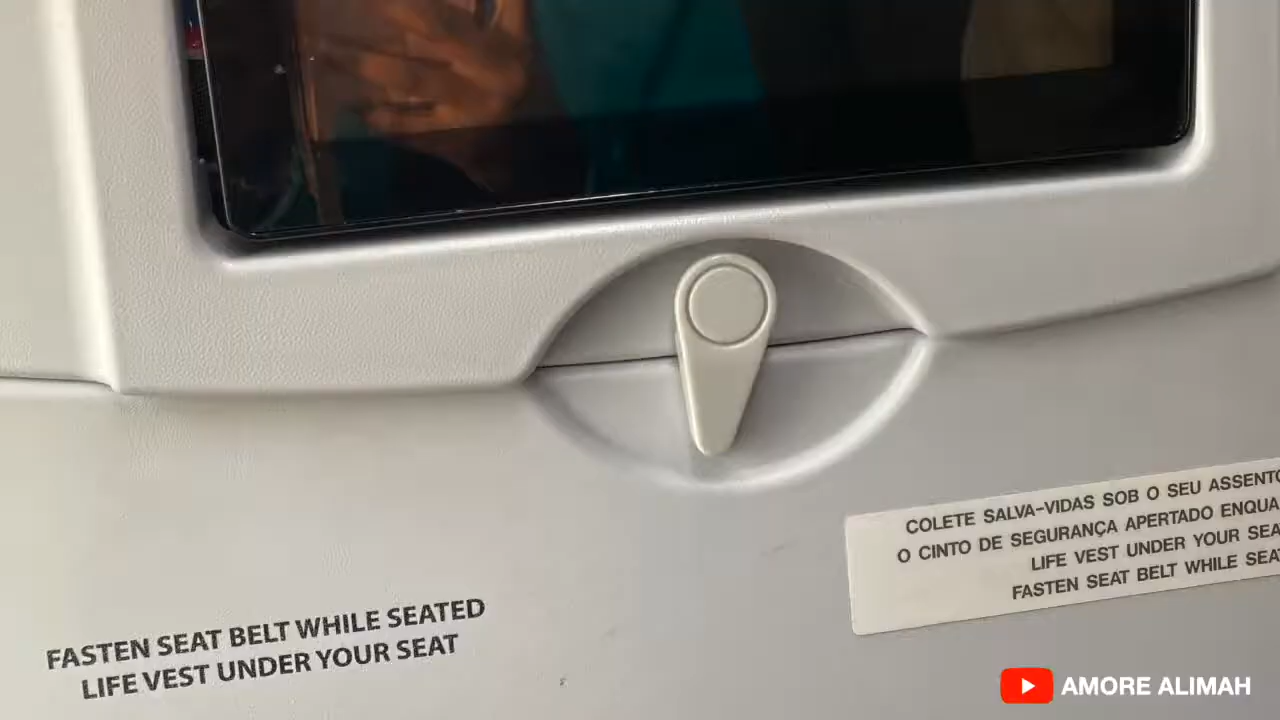 FASTEN SEAT BELT WHILE SEATED
LIFE VEST UNDER YOUR SEAT
COLETE SALVA-VIDAS SOB O SEU ASSENTO
O CINTO DE SEGURANÇA APERTADO
LIFE VEST UNDER YOUR
FASTEN SEAT BELT WHILE
AMORE ALIMAH